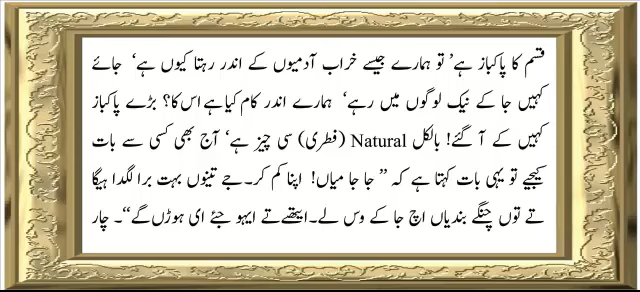 قسم کا پاکباز ہے’ تو ہمارے جیسے خراب آدمیوں کے اندر رہتا کیوں ہے‘ جائے
کہیں جا کے نیک لوگوں میں رہے‘ ہمارے اندر کام کیا ہے اس کا؟ بڑے پاکباز
کہیں کے آ گئے! بالکل Natural (فطری) سی چیز ہے‘ آج بھی کسی سے بات
کیجیے تو یہی بات کہتا ہے کہ ” جا جا میاں! اپنا کم کر۔جے تینوں بہت برا لگدا ہیگا
تے توں چنگے بندیاں اچ جا کے وس لے۔ایتھے تے ایہو جئے ای ہوڑں گے“۔ چار